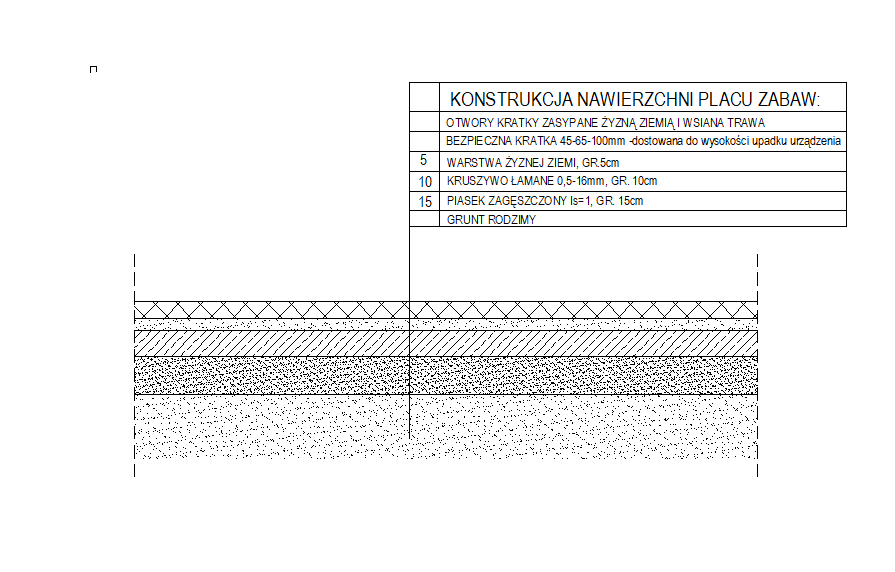 KONSTRUKCJA NAWIERZCHNI PLACU ZABAW:
OTWORY KRATKY ZASYPANE ŻYZNĄ ZIEMIĄ I WSIANA TRAWA
BEZPIECZNA KRATKA 45-65-100mm -dostowana do wysokości upadku urządzenia
5 WARSTWA ŻYZNEJ ZIEMI, GR.5cm
10 KRUSZYWO ŁAMANE 0,5-16mm, GR. 10cm
15 PIASEK ZAGĘSZCZONY Is=1, GR. 15cm
GRUNT RODZIMY